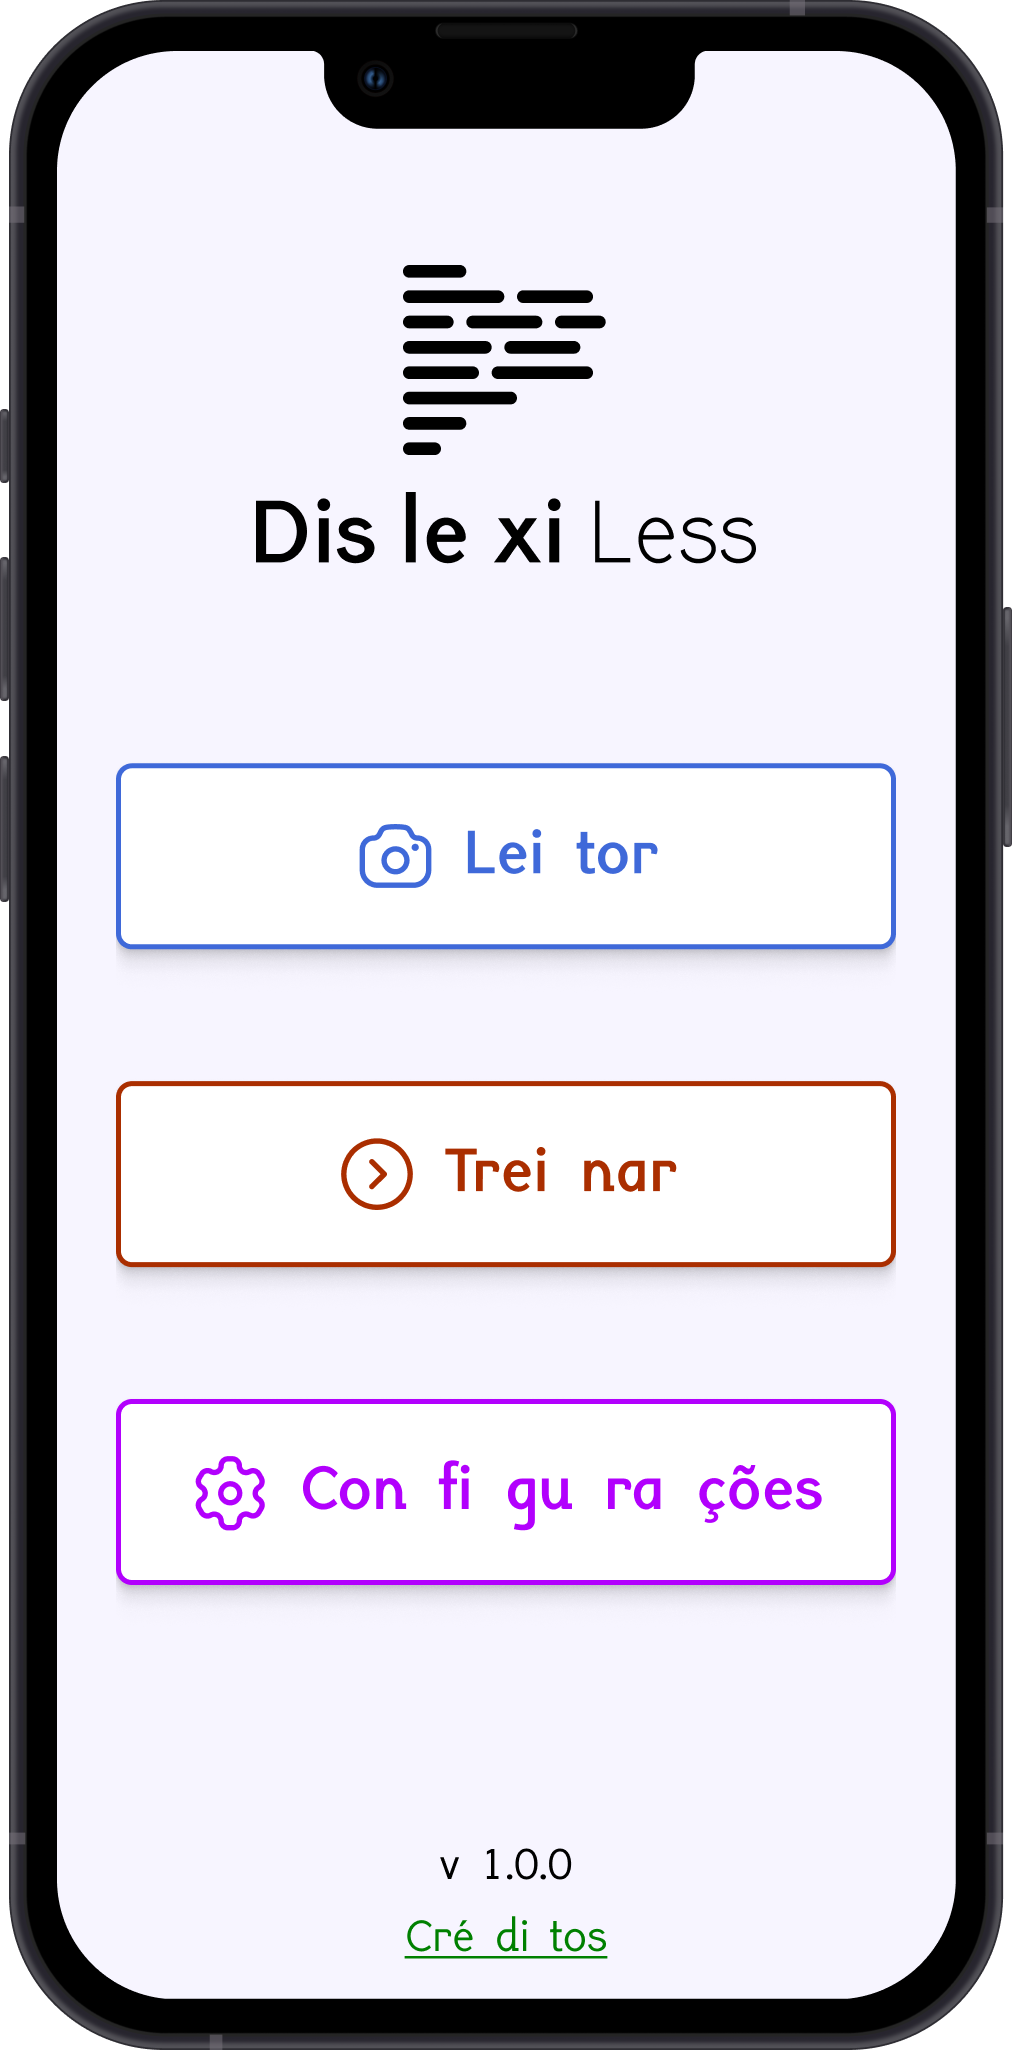 Dis le xi Less
Lei tor
Trei nar
Con fi gu ra ções
v 1.0.0
Cré di tos